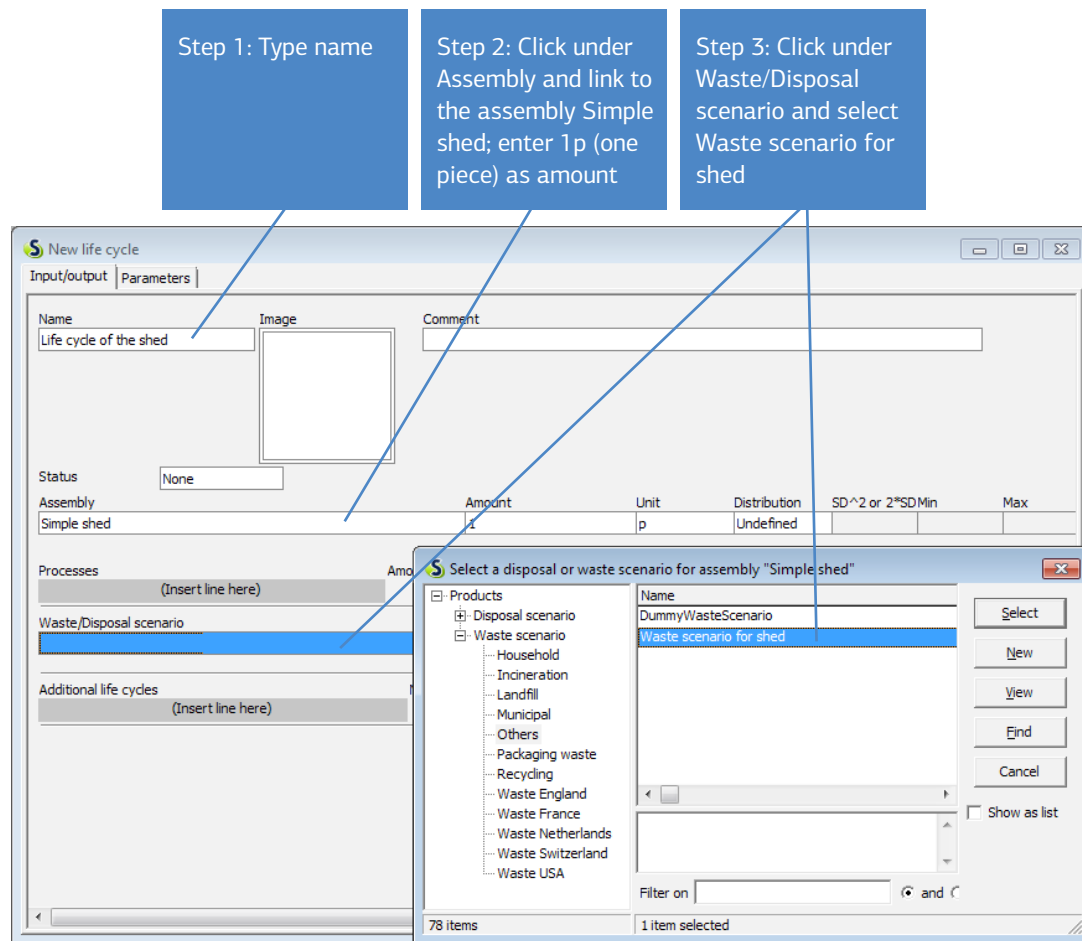 Step 1: Type name
Step 2: Click under
Assembly and link to
the assembly Simple
shed; enter 1p (one
piece) as amount
Step 3: Click under
Waste/Disposal
scenario and select
Waste scenario for
shed
New life cycle
Input/output
Parameters
Name
Image
Comment
Life cycle of the shed
Status
None
Assembly
Amount
Unit
Distribution
SD^2 or 2*SD
Min
Max
Simple shed
1
p
Undefined
Processes
Amo
(Insert line here)
Waste/Disposal scenario
Additional life cycles
(Insert line here)
Select a disposal or waste scenario for assembly "Simple shed"
Products
Disposal scenario
Waste scenario
Household
Incineration
Landfill
Municipal
Others
Packaging waste
Recycling
Waste England
Waste France
Waste Netherlands
Waste Switzerland
Waste USA
Name
DummyWasteScenario
Waste scenario for shed
Select
New
View
Find
Cancel
Show as list
Filter on
and
78 items
1 item selected